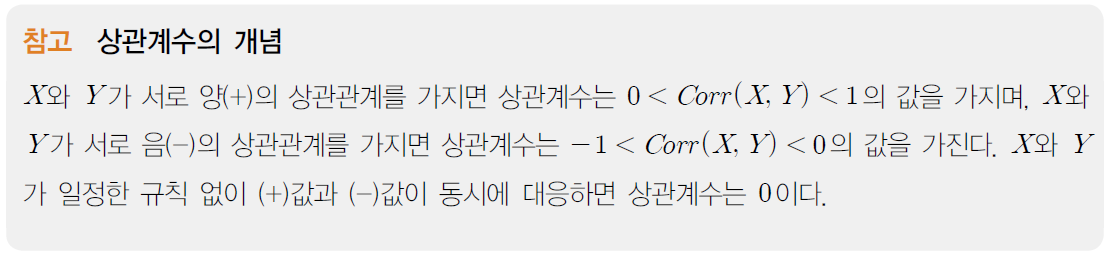 참고 상관계수의 개념
X와 Y가 서로 양(+)의 상관관계를 가지면 상관계수는 0 < Corr(X, Y) < 1의 값을 가지며, X와
Y가 서로 음(−)의 상관관계를 가지면 상관계수는 −1 < Corr(X, Y) < 0의 값을 가진다. X와 Y
가 일정한 규칙 없이 (+)값과 (−)값이 동시에 대응하면 상관계수는 0이다.